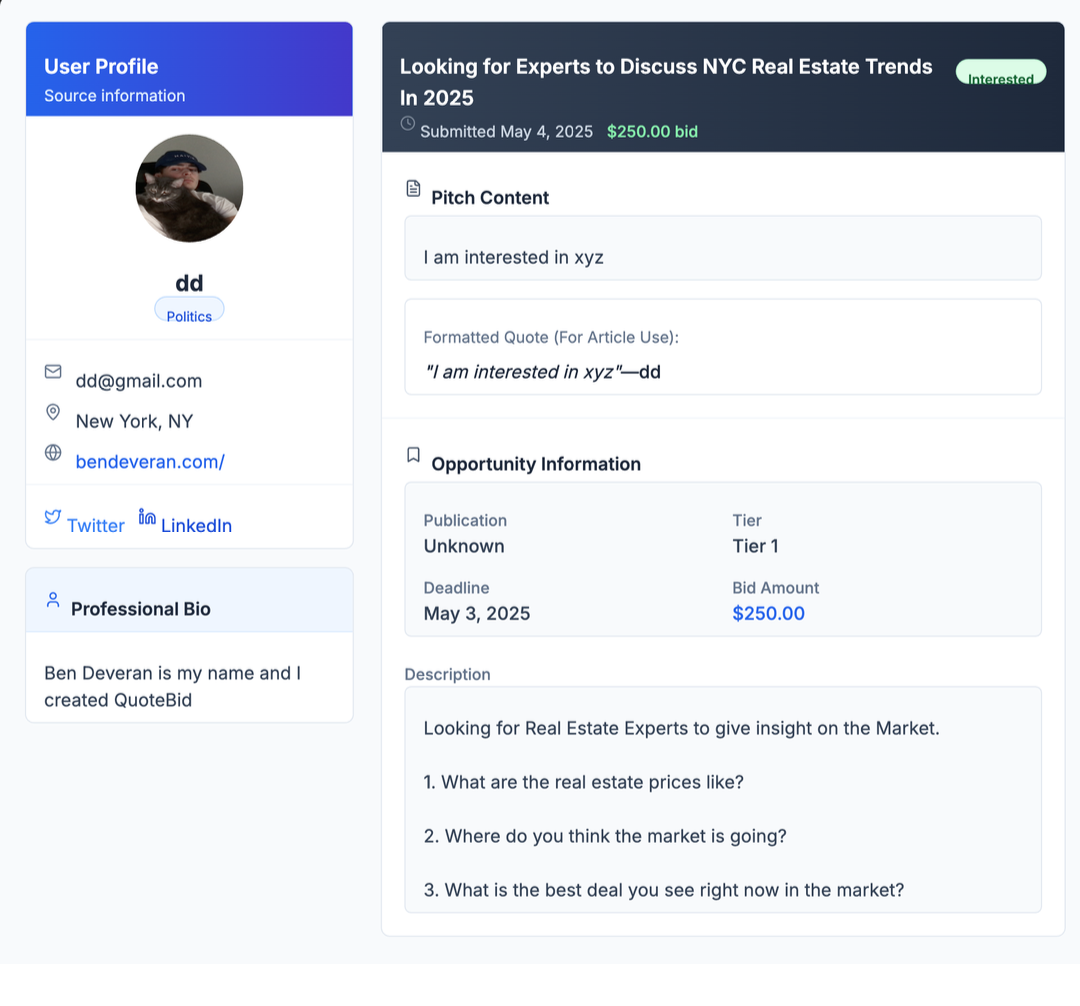 User Profile
Source information
dd
Politics
dd@gmail.com
New York, NY
bendeveran.com/
Twitter
LinkedIn
Professional Bio
Ben Deveran is my name and I
created QuoteBid
Looking for Experts to Discuss NYC Real Estate Trends
In 2025
Interested
Submitted May 4, 2025 $250.00 bid
Pitch Content
I am interested in xyz
Formatted Quote (For Article Use):
"I am interested in xyz"—dd
Opportunity Information
Publication
Unknown
Tier
Tier 1
Deadline
May 3, 2025
Bid Amount
$250.00
Description
Looking for Real Estate Experts to give insight on the Market.
1. What are the real estate prices like?
2. Where do you think the market is going?
3. What is the best deal you see right now in the market?